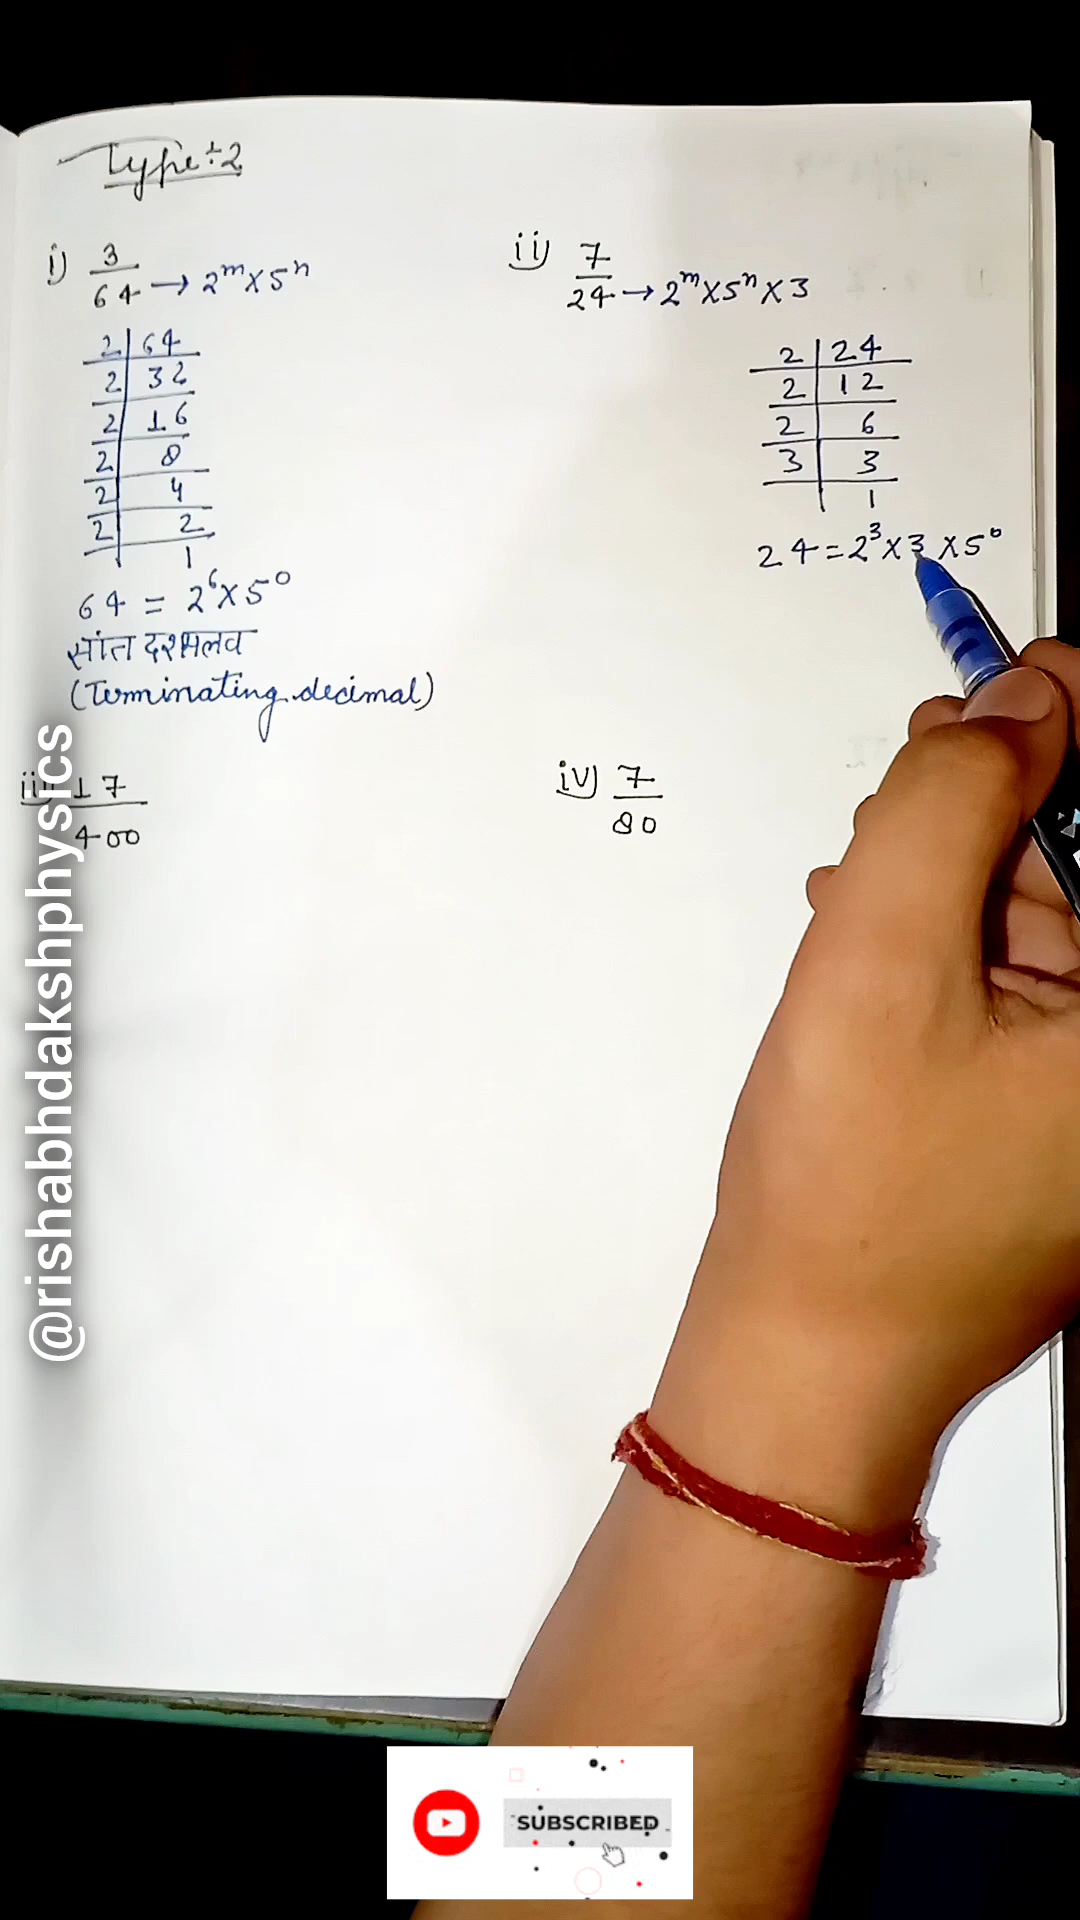 Type:-2
i) 3/64 → 2^m×5^n
2|64
2|32
2|16
2|8
2|4
2|2
1
64 = 2^6×5^0
सांत दशमलव
(Terminating decimal)
ii) 7/24 → 2^m×5^n×3
2|24
2|12
2|6
3|3
1
24=2^3×3×5^0
iii) 17/400
iv) 7/80
@rishabhdakshphysics
SUBSCRIBED